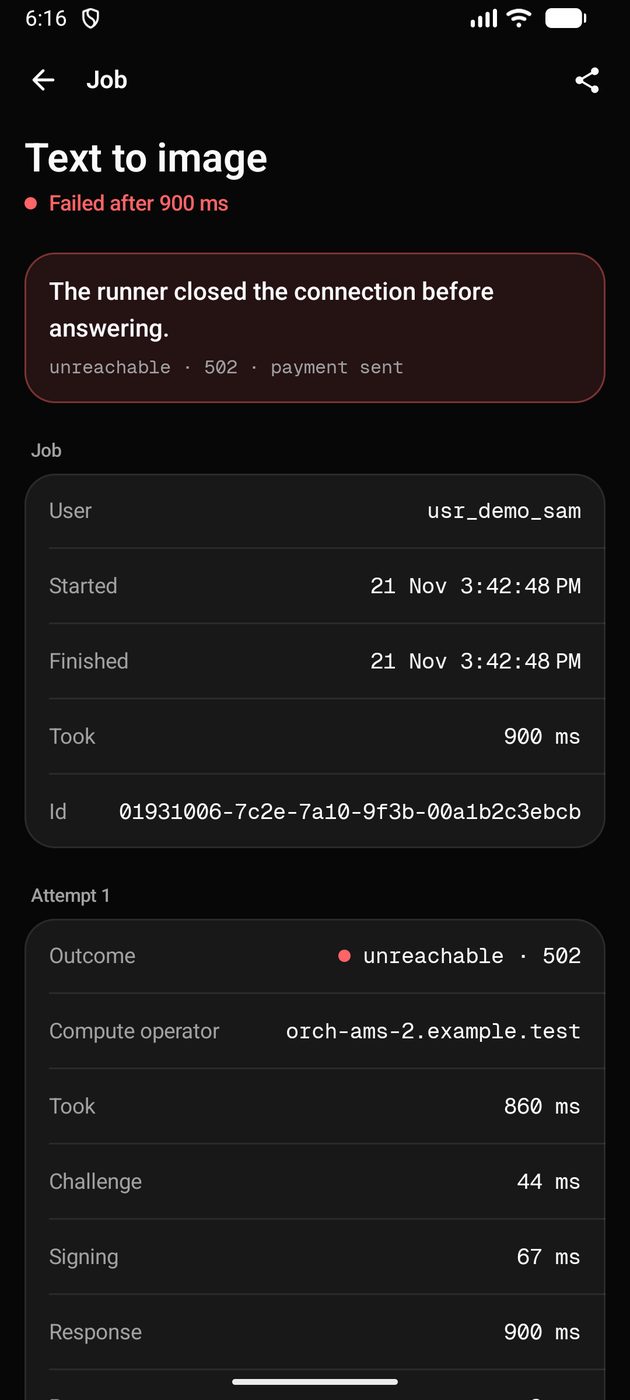 6:16
Job
Text to image
Failed after 900 ms
The runner closed the connection before
answering.
unreachable · 502 · payment sent
Job
User usr_demo_sam
Started 21 Nov 3:42:48 PM
Finished 21 Nov 3:42:48 PM
Took 900 ms
Id 01931006-7c2e-7a10-9f3b-00a1b2c3ebcb
Attempt 1
Outcome unreachable · 502
Compute operator orch-ams-2.example.test
Took 860 ms
Challenge 44 ms
Signing 67 ms
Response 900 ms